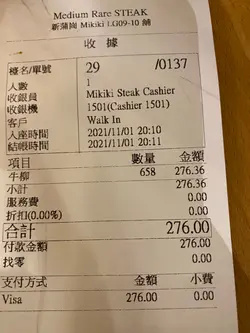 Medium Rare STEAK
新蒲崗 Mikiki LG09-10 舖
收據
檯名/單號 29 /0137
人數 1
收銀員 Mikiki Steak Cashier
收銀機 1501(Cashier 1501)
客戶 Walk In
入座時間 2021/11/01 20:10
結帳時間 2021/11/01 20:11
項目 數量 金額
牛柳 658 276.36
小計 276.36
服務費 0.00
折扣(0.00%) 0.00
合計 276.00
付款金額 276.00
找零 0.00
支付方式 金額 小費
Visa 276.00 0.00